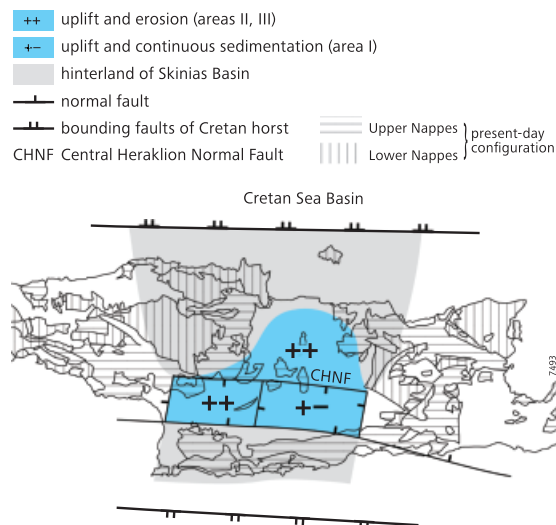 ++ uplift and erosion (areas II, III)
+− uplift and continuous sedimentation (area I)
hinterland of Skinias Basin
normal fault
bounding faults of Cretan horst
CHNF Central Heraklion Normal Fault
Upper Nappes
Lower Nappes
present-day
configuration
Cretan Sea Basin
++
CHNF
++
+−
7493